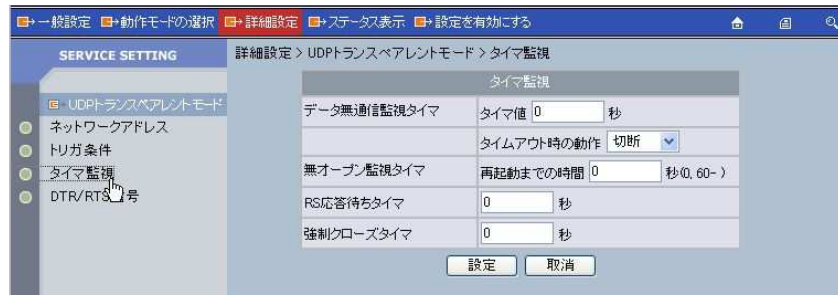 一般設定 動作モードの選択 詳細設定 ステータス表示 設定を有効にする
SERVICE SETTING
詳細設定 > UDPトランスペアレントモード > タイマ監視
タイマ監視
UDPトランスペアレントモード
ネットワークアドレス
トリガ条件
タイマ監視
DTR/RTS 号
データ無通信監視タイマ タイマ値 0 秒
タイムアウト時の動作 切断
無オープン監視タイマ 再起動までの時間 0 秒(0, 60- )
RS応答待ちタイマ 0 秒
強制クローズタイマ 0 秒
設定 取消